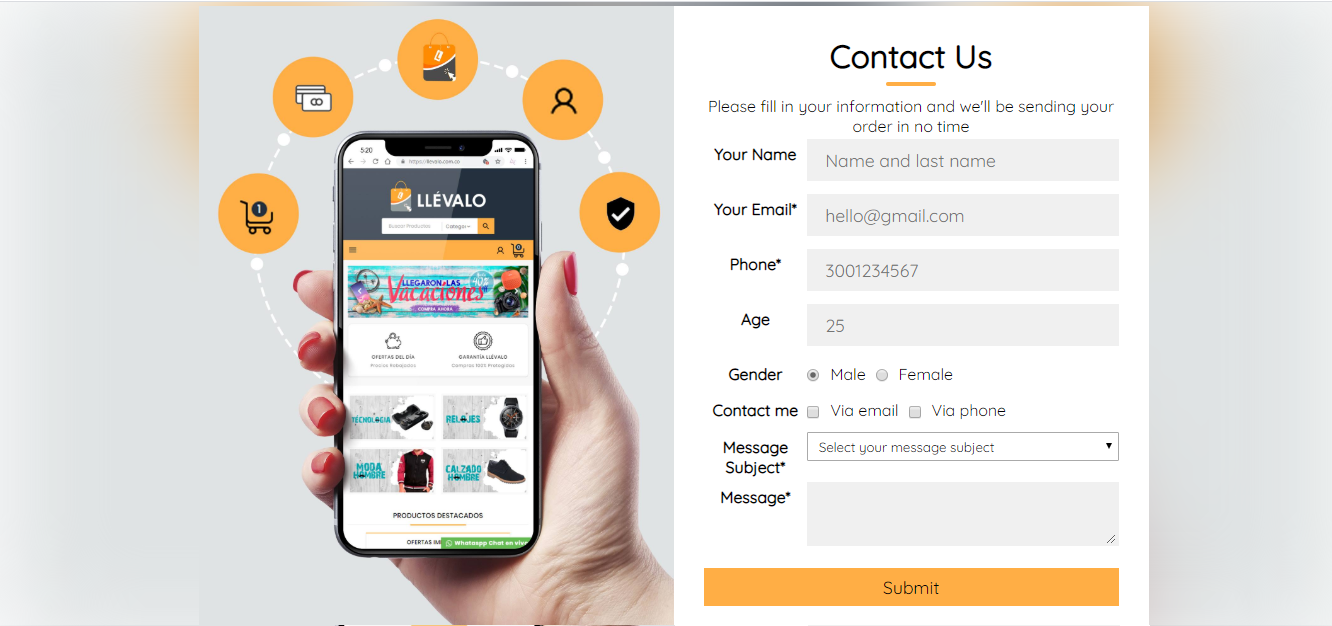 5:20
https://llevalo.com.co
LLÉVALO
Buscar Productos
Categorí
0
LLEGARON LAS
Vacaciones
COMPRA AHORA
OFERTAS DEL DÍA
Precios Rebajados
GARANTÍA LLÉVALO
Compras 100% Protegidas
TECNOLOGIA
RELOJES
MODA
HOMBRE
CALZADO
HOMBRE
PRODUCTOS DESTACADOS
OFERTAS IM
Whatsapp Chat en vivo
1
Contact Us
Please fill in your information and we'll be sending your
order in no time
Your Name
Name and last name
Your Email*
hello@gmail.com
Phone*
3001234567
Age
25
Gender
Male
Female
Contact me
Via email
Via phone
Message
Subject*
Select your message subject
Message*
Submit